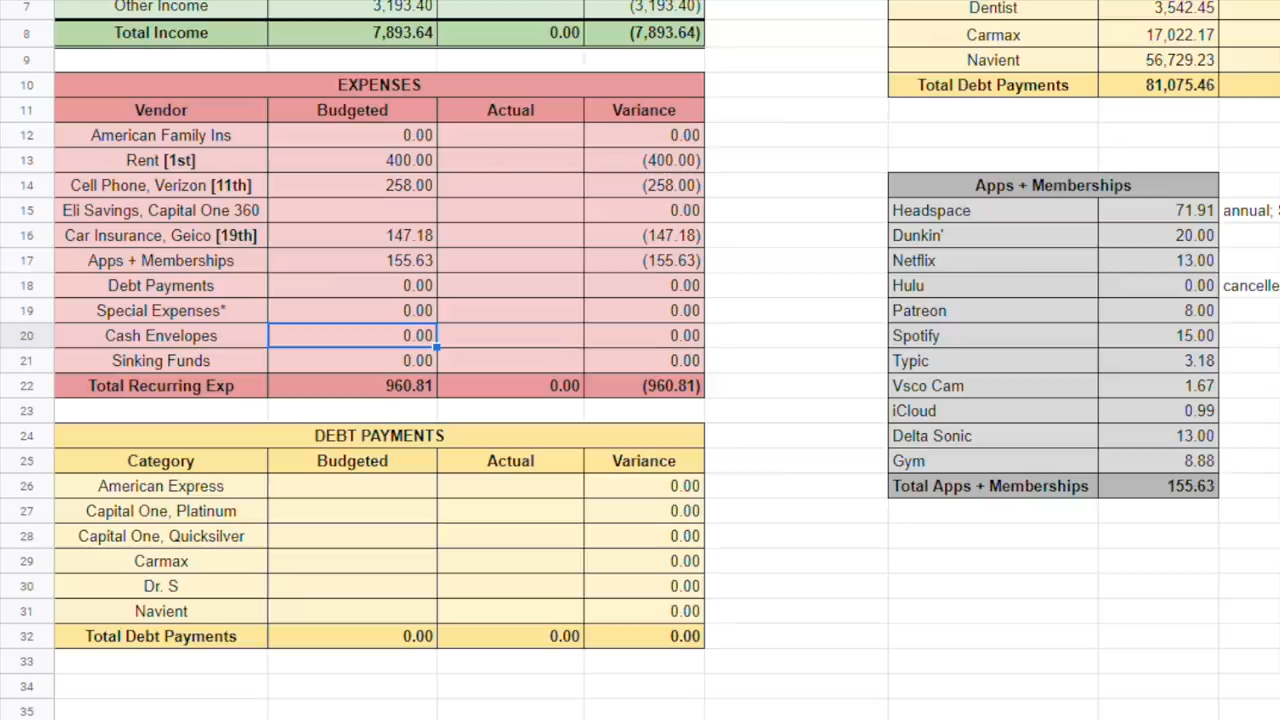 7 Other Income 3,193.40 (3,193.40)
8 Total Income 7,893.64 0.00 (7,893.64)
9
10 EXPENSES
11 Vendor Budgeted Actual Variance
12 American Family Ins 0.00 0.00
13 Rent [1st] 400.00 (400.00)
14 Cell Phone, Verizon [11th] 258.00 (258.00)
15 Eli Savings, Capital One 360 0.00
16 Car Insurance, Geico [19th] 147.18 (147.18)
17 Apps + Memberships 155.63 (155.63)
18 Debt Payments 0.00 0.00
19 Special Expenses* 0.00 0.00
20 Cash Envelopes 0.00 0.00
21 Sinking Funds 0.00 0.00
22 Total Recurring Exp 960.81 0.00 (960.81)
23
24 DEBT PAYMENTS
25 Category Budgeted Actual Variance
26 American Express 0.00
27 Capital One, Platinum 0.00
28 Capital One, Quicksilver 0.00
29 Carmax 0.00
30 Dr. S 0.00
31 Navient 0.00
32 Total Debt Payments 0.00 0.00 0.00
33
34
35
Dentist 3,542.45
Carmax 17,022.17
Navient 56,729.23
Total Debt Payments 81,075.46
Apps + Memberships
Headspace 71.91 annual;
Dunkin' 20.00
Netflix 13.00
Hulu 0.00 cancelle
Patreon 8.00
Spotify 15.00
Typic 3.18
Vsco Cam 1.67
iCloud 0.99
Delta Sonic 13.00
Gym 8.88
Total Apps + Memberships 155.63